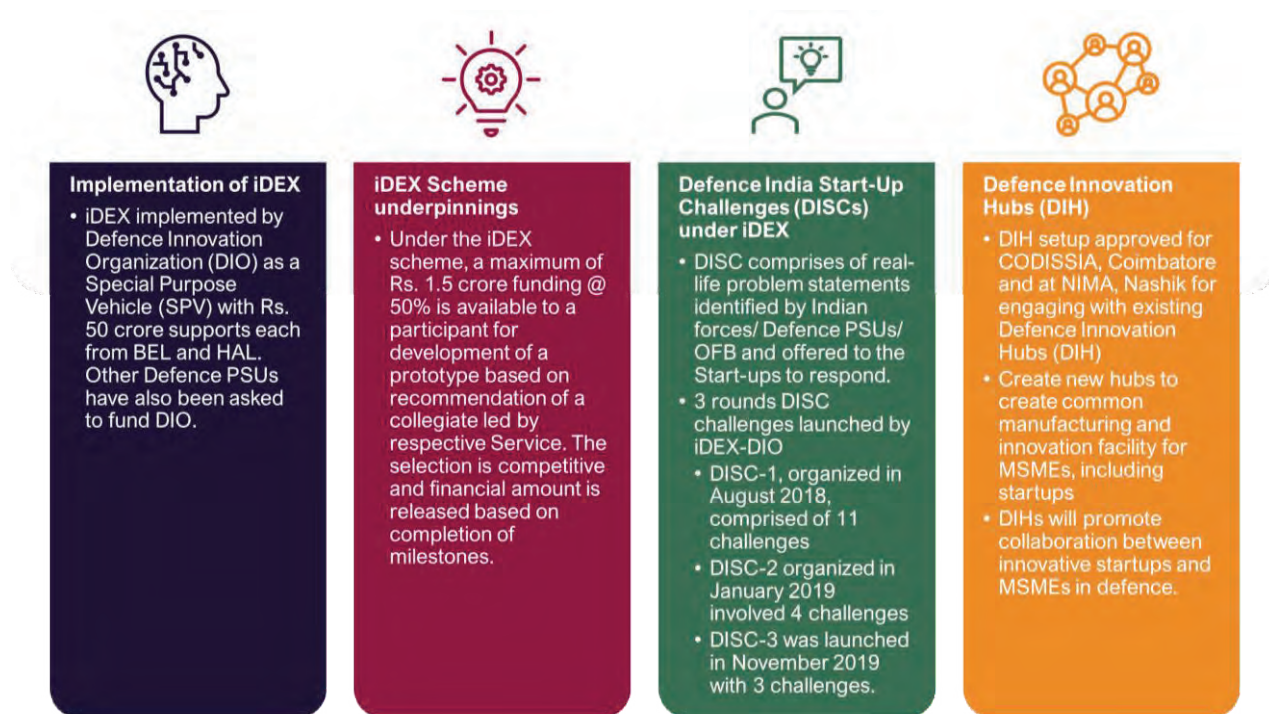 Implementation of iDEX
• iDEX implemented by
Defence Innovation
Organization (DIO) as a
Special Purpose
Vehicle (SPV) with Rs.
50 crore supports each
from BEL and HAL.
Other Defence PSUs
have also been asked
to fund DIO.
iDEX Scheme
underpinnings
• Under the iDEX
scheme, a maximum of
Rs. 1.5 crore funding @
50% is available to a
participant for
development of a
prototype based on
recommendation of a
collegiate led by
respective Service. The
selection is competitive
and financial amount is
released based on
completion of
milestones.
Defence India Start-Up
Challenges (DISCs)
under iDEX
• DISC comprises of real-
life problem statements
identified by Indian
forces/ Defence PSUs/
OFB and offered to the
Start-ups to respond.
• 3 rounds DISC
challenges launched by
iDEX-DIO
• DISC-1, organized in
August 2018,
comprised of 11
challenges
• DISC-2 organized in
January 2019
involved 4 challenges
• DISC-3 was launched
in November 2019
with 3 challenges.
Defence Innovation
Hubs (DIH)
• DIH setup approved for
CODISSIA, Coimbatore
and at NIMA, Nashik for
engaging with existing
Defence Innovation
Hubs (DIH)
• Create new hubs to
create common
manufacturing and
innovation facility for
MSMEs, including
startups
• DIHs will promote
collaboration between
innovative startups and
MSMEs in defence.